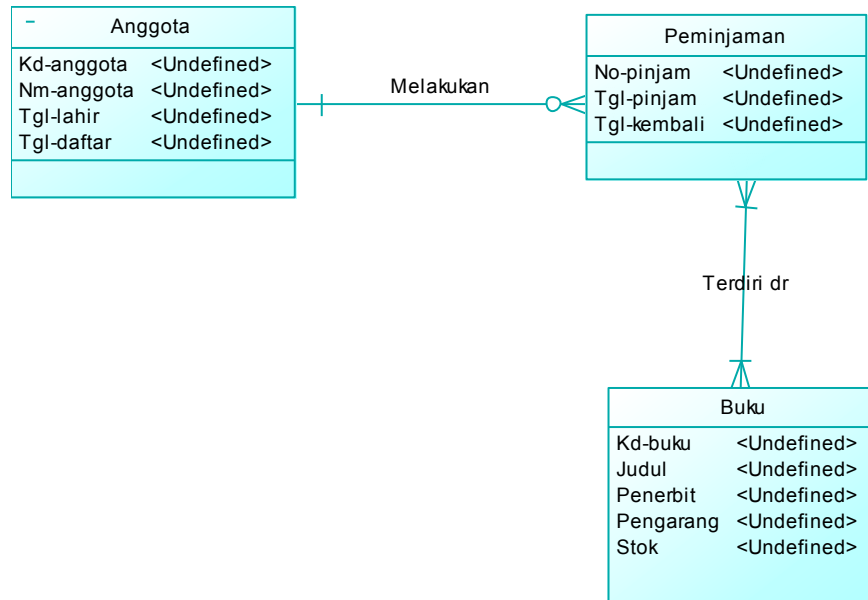 Anggota
Kd-anggota <Undefined>
Nm-anggota <Undefined>
Tgl-lahir <Undefined>
Tgl-daftar <Undefined>
Melakukan
Peminjaman
No-pinjam <Undefined>
Tgl-pinjam <Undefined>
Tgl-kembali <Undefined>
Terdiri dr
Buku
Kd-buku <Undefined>
Judul <Undefined>
Penerbit <Undefined>
Pengarang <Undefined>
Stok <Undefined>